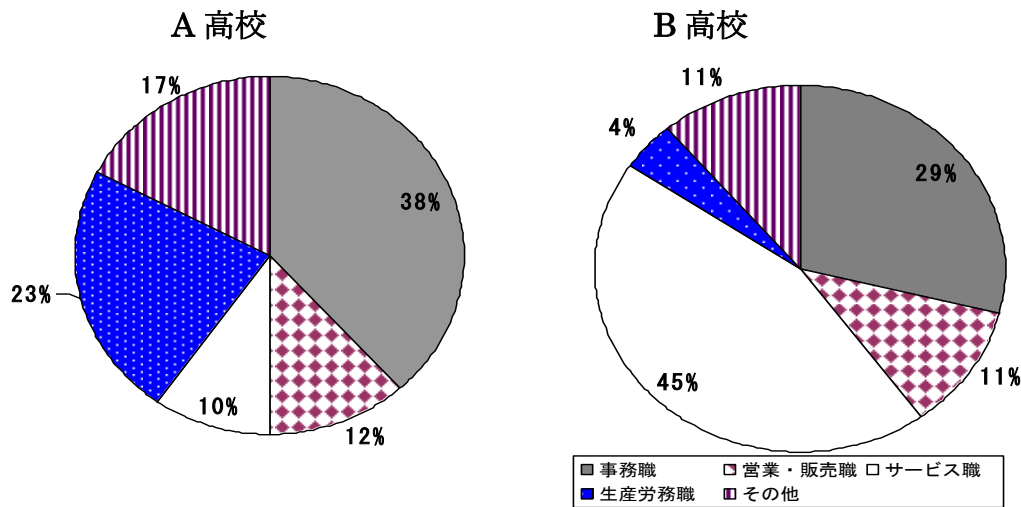 A 高校
B 高校
17%
38%
23%
10%
12%
11%
4%
29%
45%
11%
事務職 営業・販売職 サービス職
生産労務職 その他